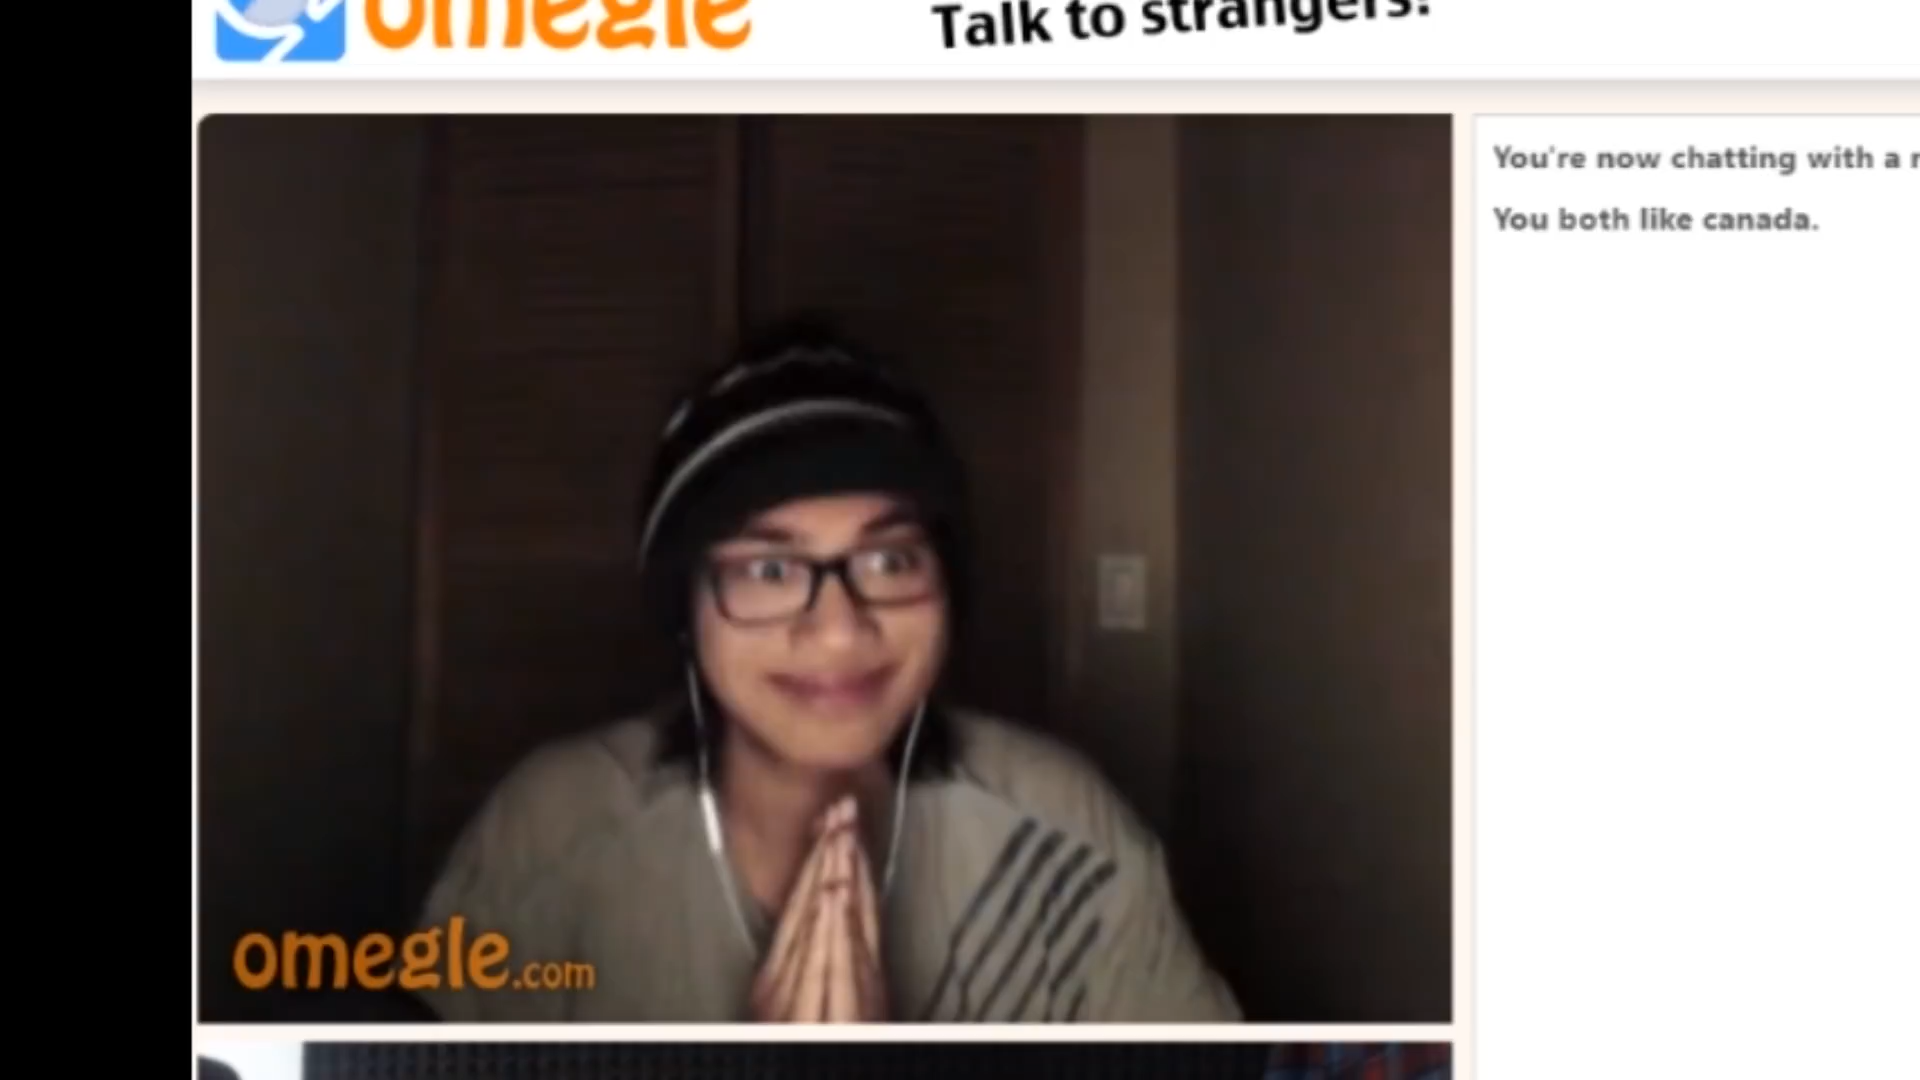 omegle
Talk to strangers!
You're now chatting with a
You both like canada.
omegle.com